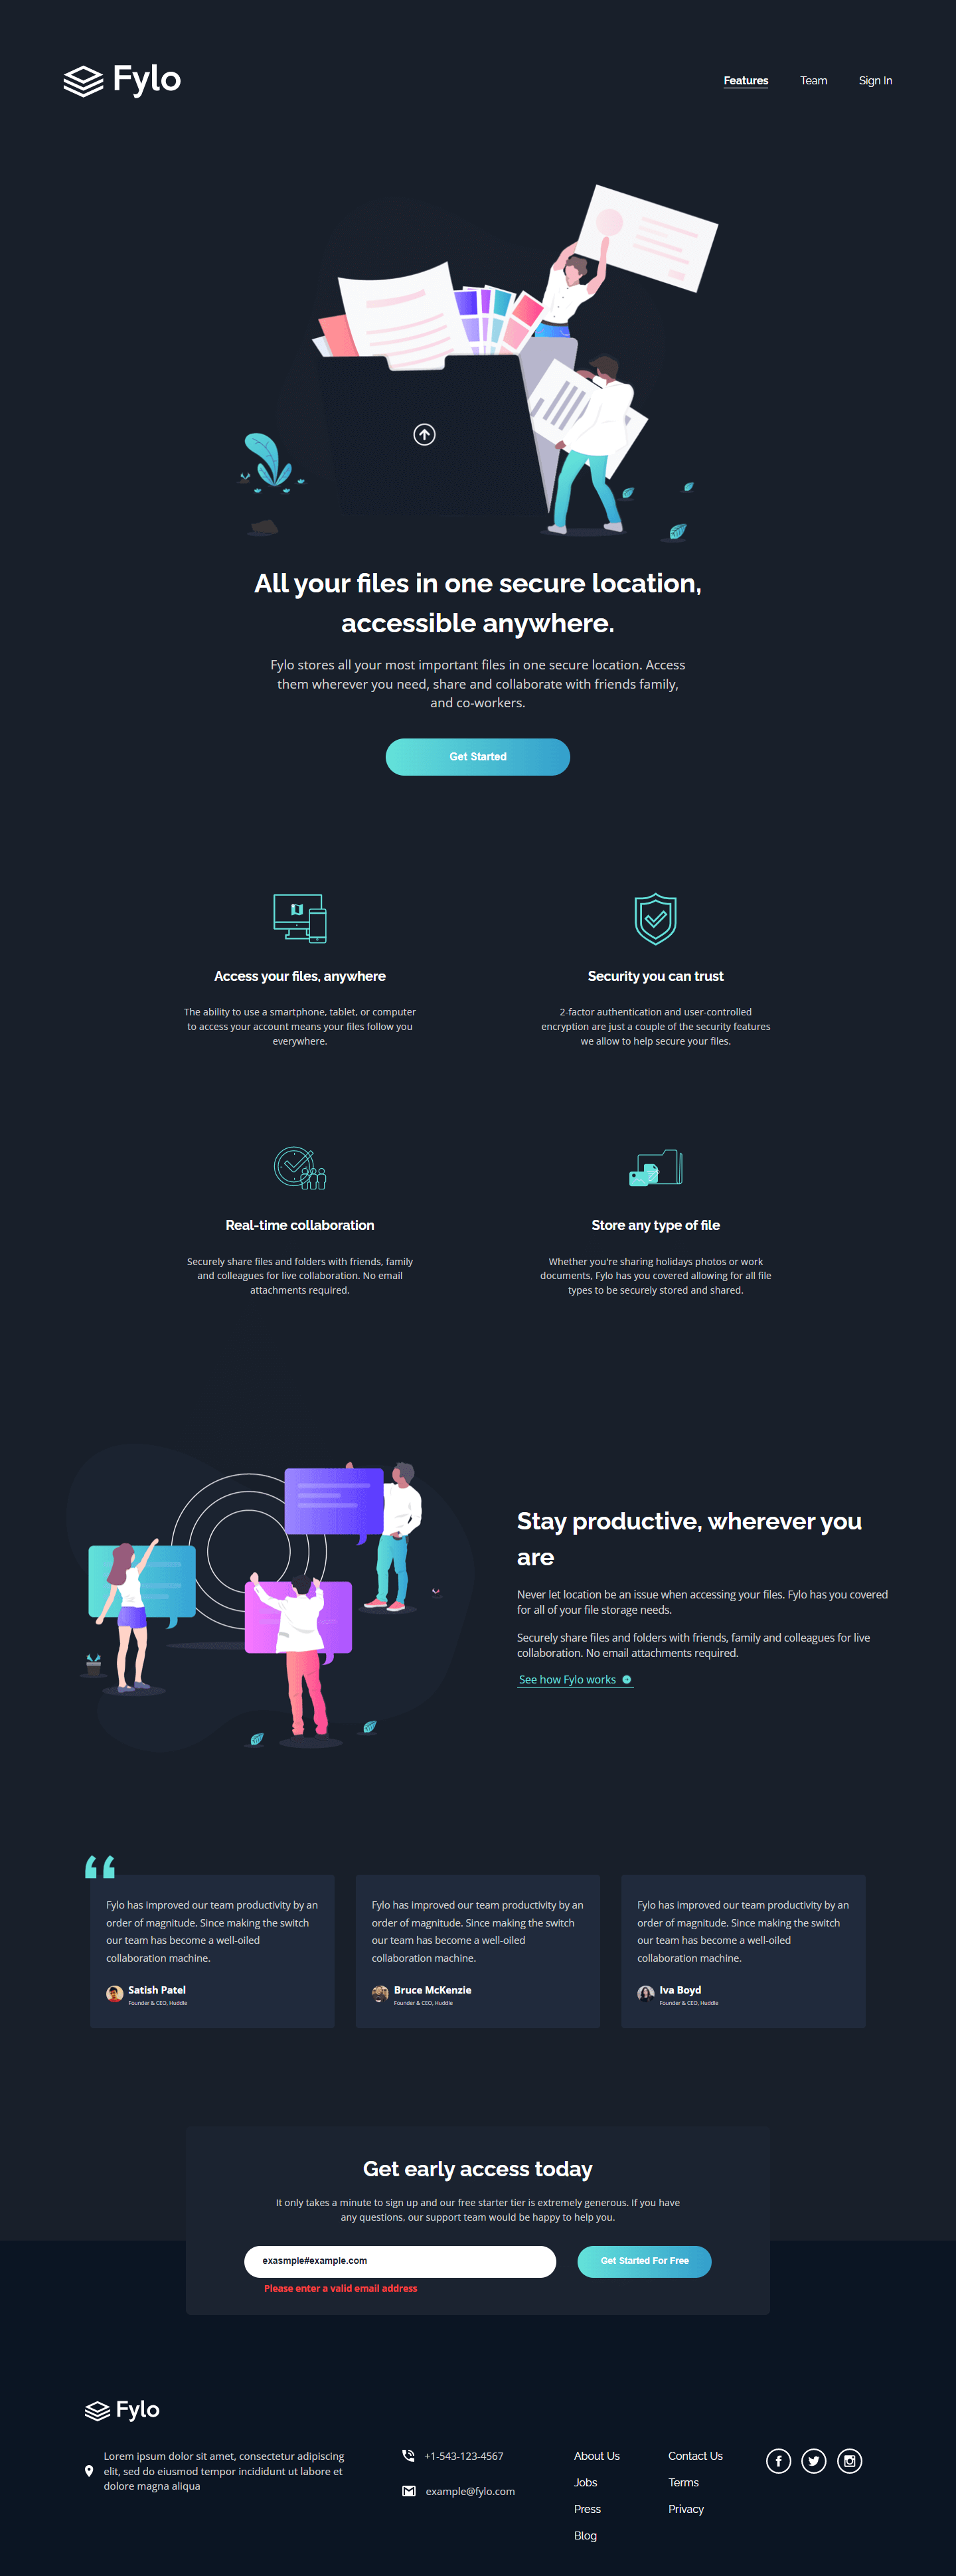 Fylo
Features Team Sign In
All your files in one secure location,
accessible anywhere.
Fylo stores all your most important files in one secure location. Access
them wherever you need, share and collaborate with friends family,
and co-workers.
Get Started
Access your files, anywhere
The ability to use a smartphone, tablet, or computer
to access your account means your files follow you
everywhere.
Security you can trust
2-factor authentication and user-controlled
encryption are just a couple of the security features
we allow to help secure your files.
Real-time collaboration
Securely share files and folders with friends, family
and colleagues for live collaboration. No email
attachments required.
Store any type of file
Whether you're sharing holidays photos or work
documents, Fylo has you covered allowing for all file
types to be securely stored and shared.
Stay productive, wherever you
are
Never let location be an issue when accessing your files. Fylo has you covered
for all of your file storage needs.
Securely share files and folders with friends, family and colleagues for live
collaboration. No email attachments required.
See how Fylo works
Fylo has improved our team productivity by an
order of magnitude. Since making the switch
our team has become a well-oiled
collaboration machine.
Satish Patel
Founder & CEO, Huddle
Fylo has improved our team productivity by an
order of magnitude. Since making the switch
our team has become a well-oiled
collaboration machine.
Bruce McKenzie
Founder & CEO, Huddle
Fylo has improved our team productivity by an
order of magnitude. Since making the switch
our team has become a well-oiled
collaboration machine.
Iva Boyd
Founder & CEO, Huddle
Get early access today
It only takes a minute to sign up and our free starter tier is extremely generous. If you have
any questions, our support team would be happy to help you.
exasmple#example.com
Get Started For Free
Please enter a valid email address
Fylo
Lorem ipsum dolor sit amet, consectetur adipiscing
elit, sed do eiusmod tempor incididunt ut labore et
dolore magna aliqua
+1-543-123-4567
example@fylo.com
About Us
Jobs
Press
Blog
Contact Us
Terms
Privacy